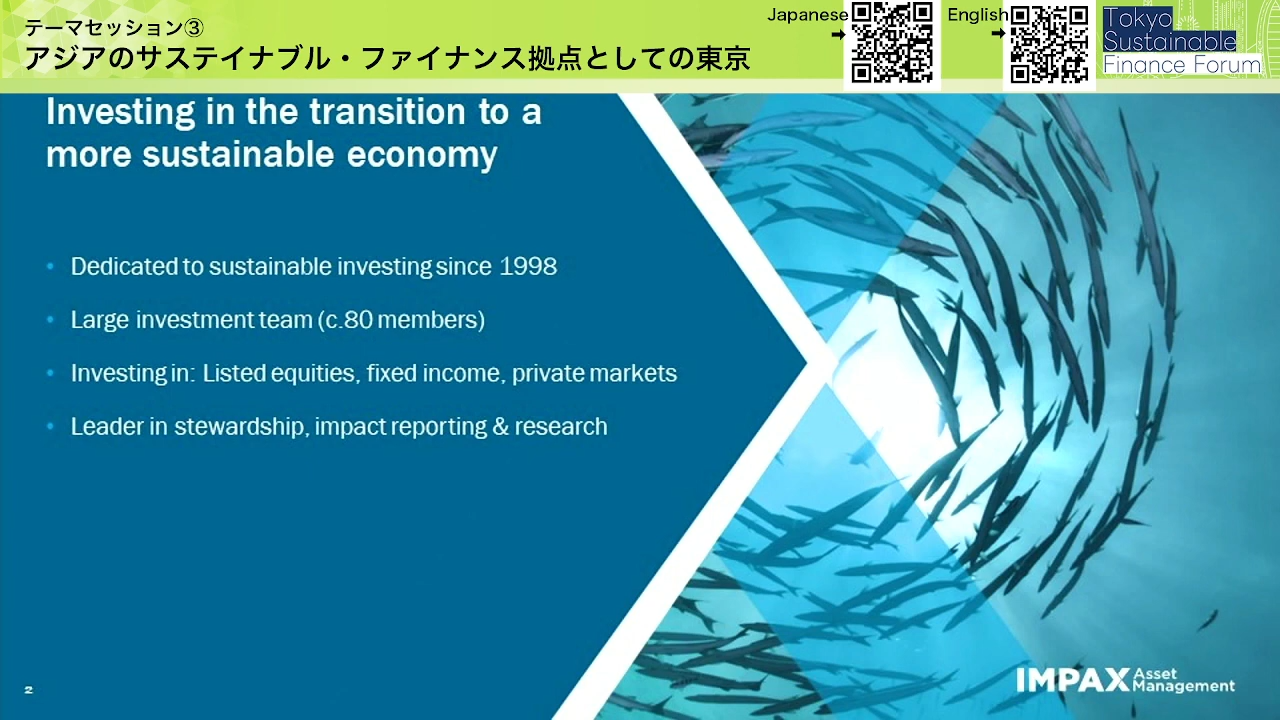 テーマセッション③
アジアのサステイナブル・ファイナンス拠点としての東京
Japanese
English
Tokyo
Sustainable
Finance Forum
Investing in the transition to a
more sustainable economy
• Dedicated to sustainable investing since 1998
• Large investment team (c.80 members)
• Investing in: Listed equities, fixed income, private markets
• Leader in stewardship, impact reporting & research
2
IMPAX Asset
Management